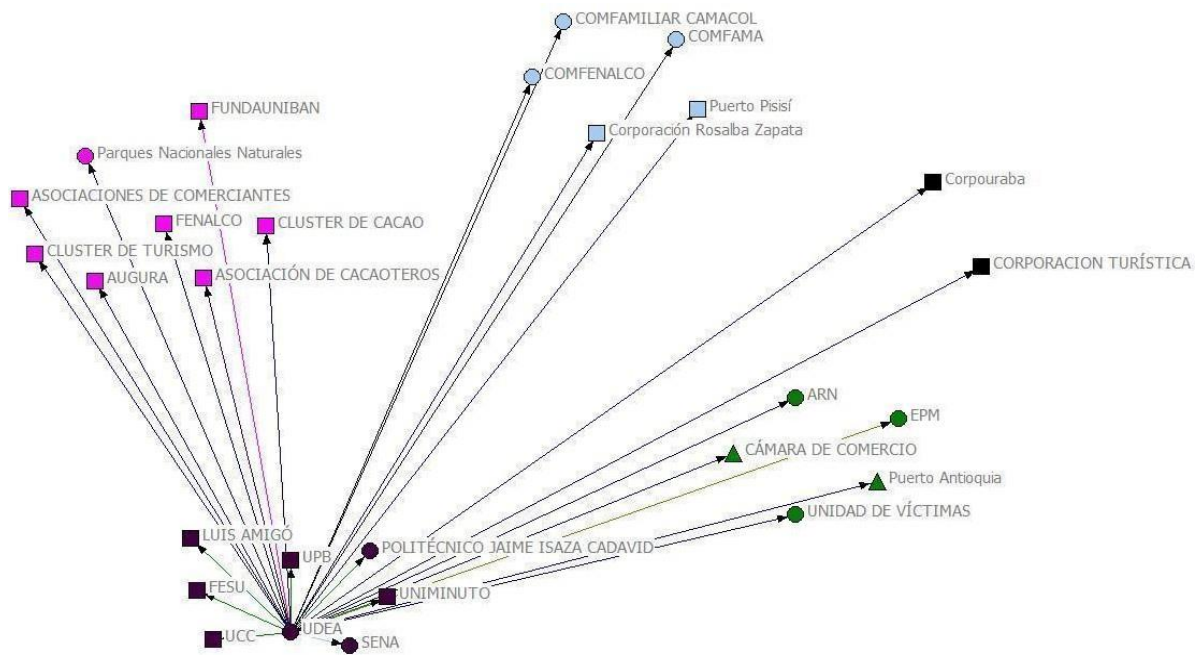 COMFAMILIAR CAMACOL
COMFAMA
COMFENALCO
FUNDAUNIBAN
Puerto Pisisí
Corporación Rosalba Zapata
Parques Nacionales Naturales
Corpouraba
ASOCIACIONES DE COMERCIANTES
FENALCO
CLUSTER DE CACAO
CLUSTER DE TURISMO
CORPORACION TURÍSTICA
AUGURA
ASOCIACIÓN DE CACAOTEROS
ARN
EPM
CÁMARA DE COMERCIO
Puerto Antioquia
UNIDAD DE VÍCTIMAS
LUIS AMIGÓ
UPB
POLITÉCNICO JAIME ISAZA CADAVID
FESU
UNIMINUTO
UDEA
UCC
SENA